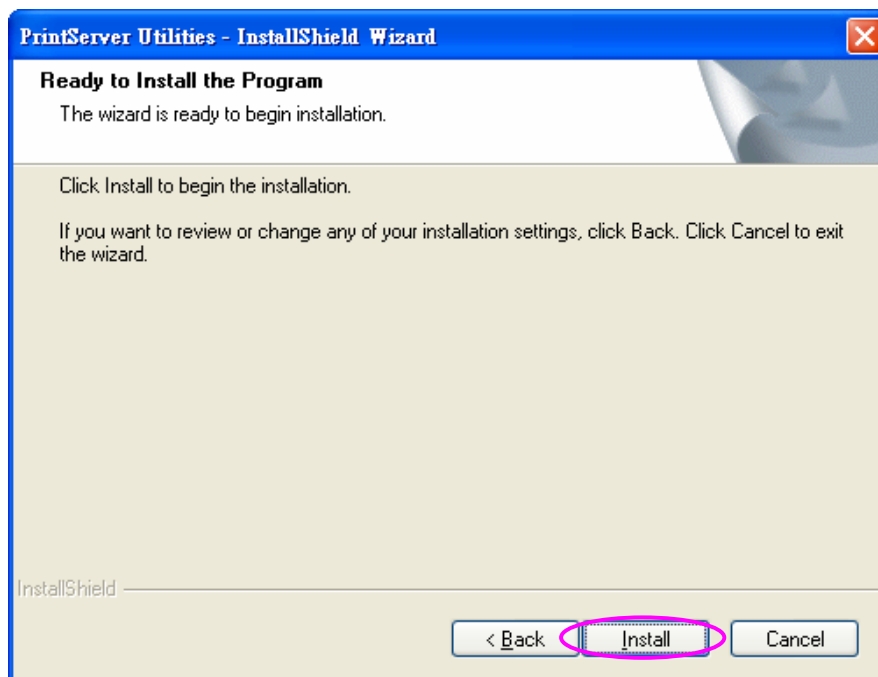 PrintServer Utilities - InstallShield Wizard
Ready to Install the Program
The wizard is ready to begin installation.
Click Install to begin the installation.
If you want to review or change any of your installation settings, click Back. Click Cancel to exit
the wizard.
InstallShield
< Back Install Cancel